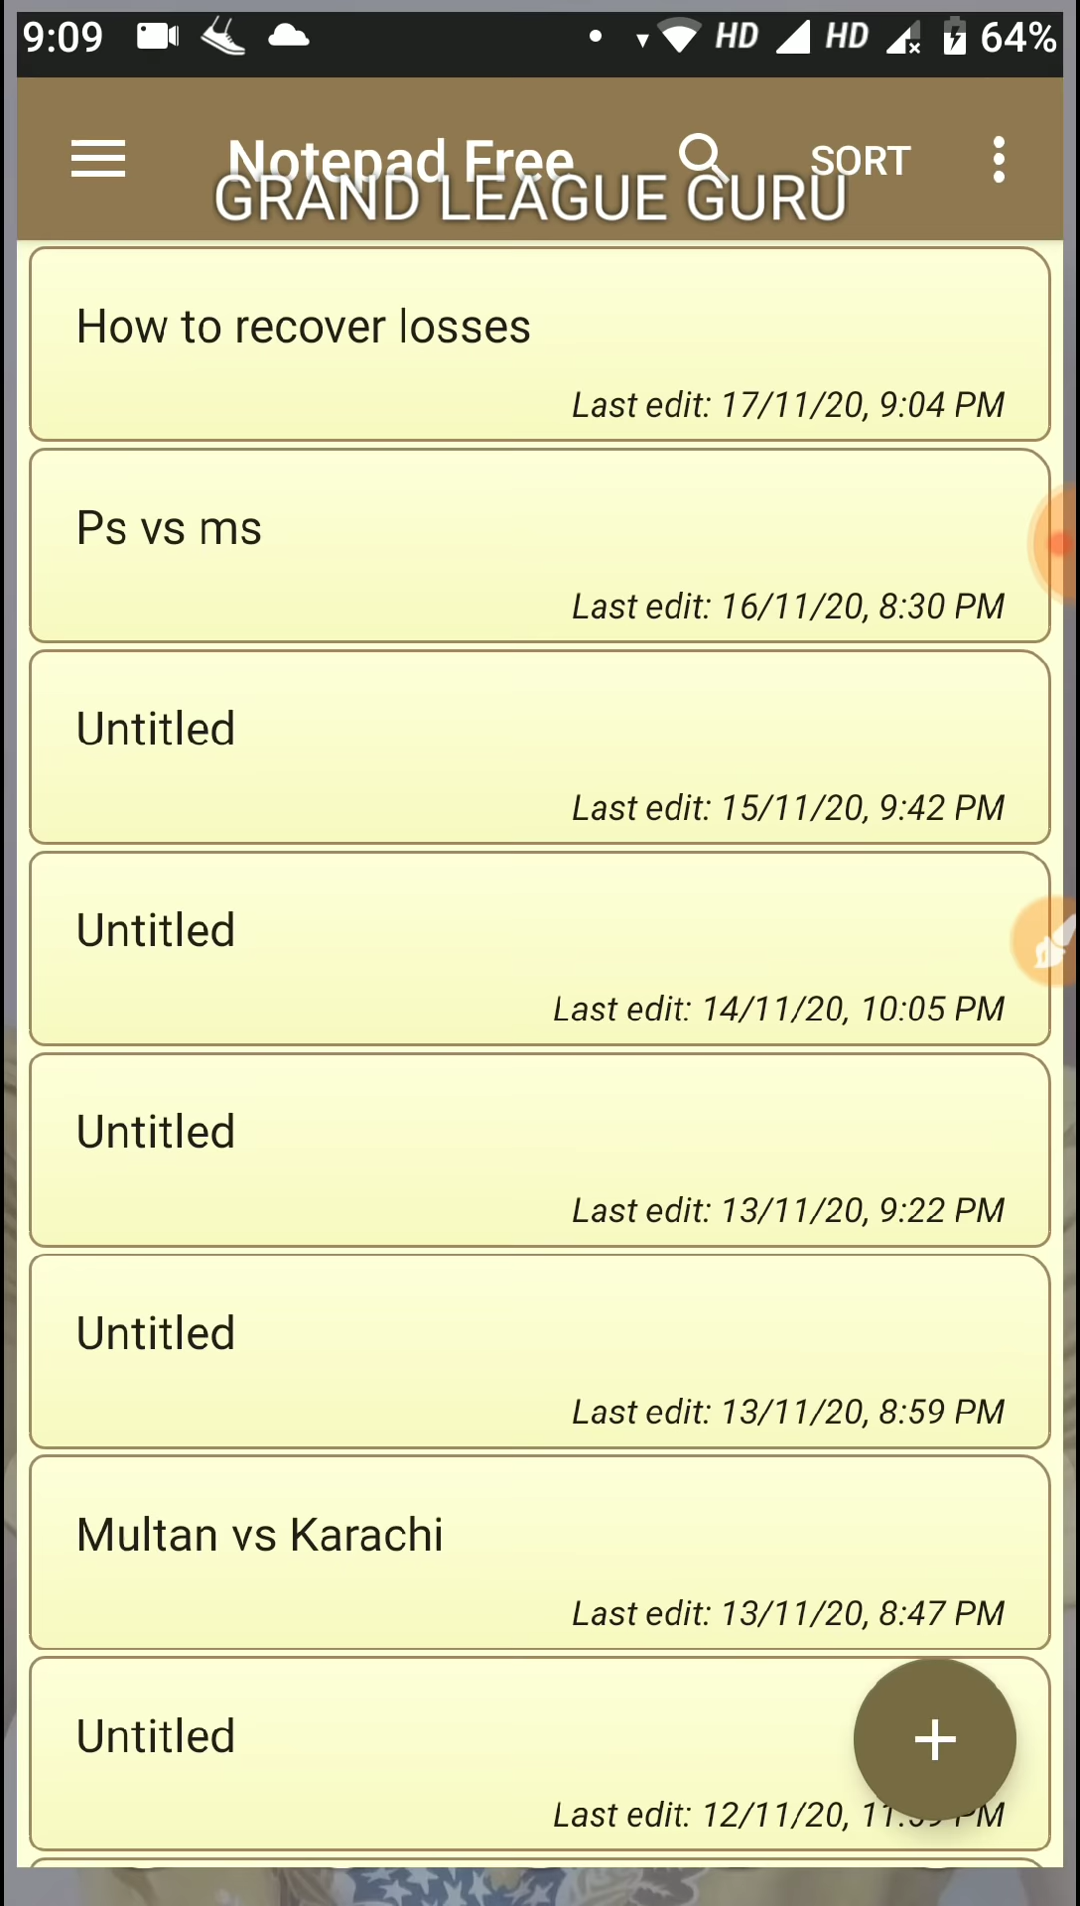 9:09 HD HD 64%
Notepad Free SORT
GRAND LEAGUE GURU
How to recover losses
Last edit: 17/11/20, 9:04 PM
Ps vs ms
Last edit: 16/11/20, 8:30 PM
Untitled
Last edit: 15/11/20, 9:42 PM
Untitled
Last edit: 14/11/20, 10:05 PM
Untitled
Last edit: 13/11/20, 9:22 PM
Untitled
Last edit: 13/11/20, 8:59 PM
Multan vs Karachi
Last edit: 13/11/20, 8:47 PM
Untitled
Last edit: 12/11/20, PM